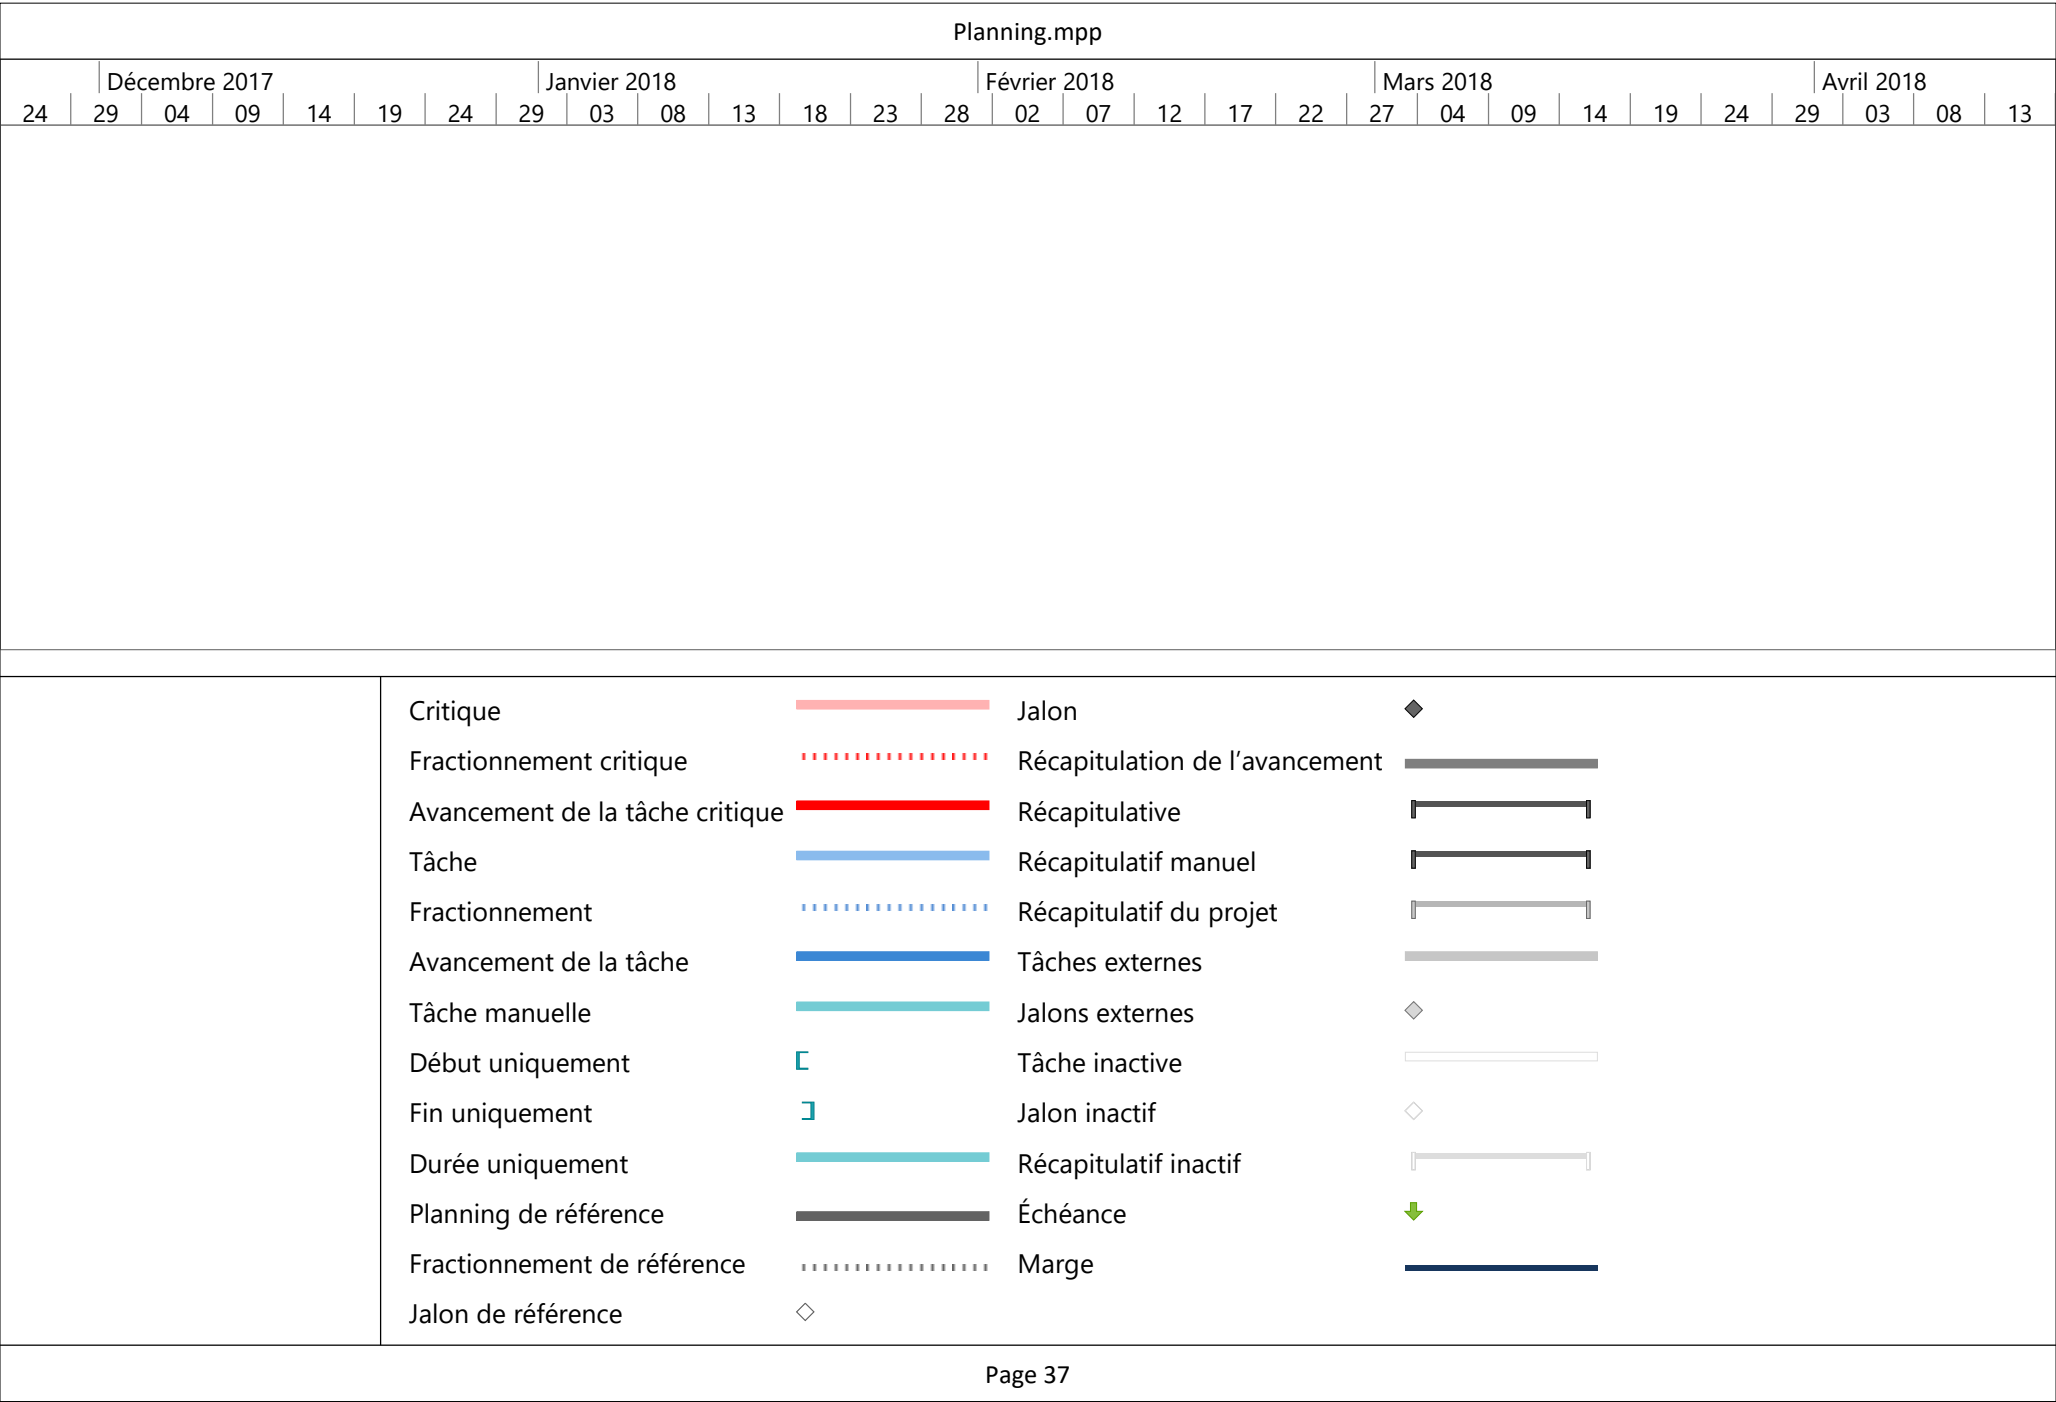 Planning.mpp
Décembre 2017 Janvier 2018 Février 2018 Mars 2018 Avril 2018
24 29 04 09 14 19 24 29 03 08 13 18 23 28 02 07 12 17 22 27 04 09 14 19 24 29 03 08 13
Critique Jalon
Fractionnement critique Récapitulation de l’avancement
Avancement de la tâche critique Récapitulative
Tâche Récapitulatif manuel
Fractionnement Récapitulatif du projet
Avancement de la tâche Tâches externes
Tâche manuelle Jalons externes
Début uniquement Tâche inactive
Fin uniquement Jalon inactif
Durée uniquement Récapitulatif inactif
Planning de référence Échéance
Fractionnement de référence Marge
Jalon de référence
Page 37